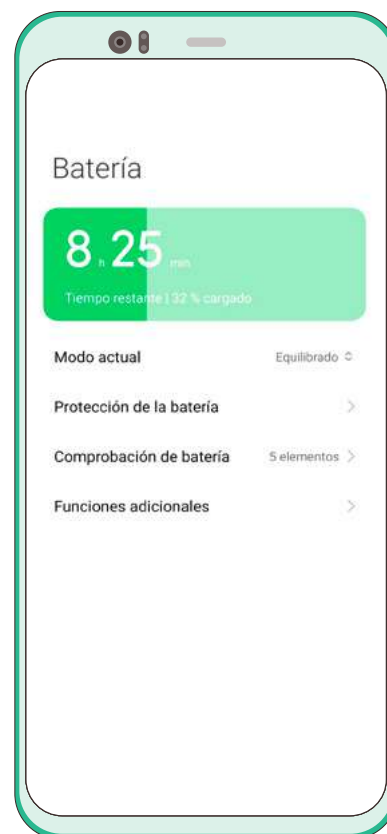 Batería
8 h 25 min
Tiempo restante | 32 % cargado
Modo actual Equilibrado
Protección de la batería
Comprobación de batería 5 elementos
Funciones adicionales